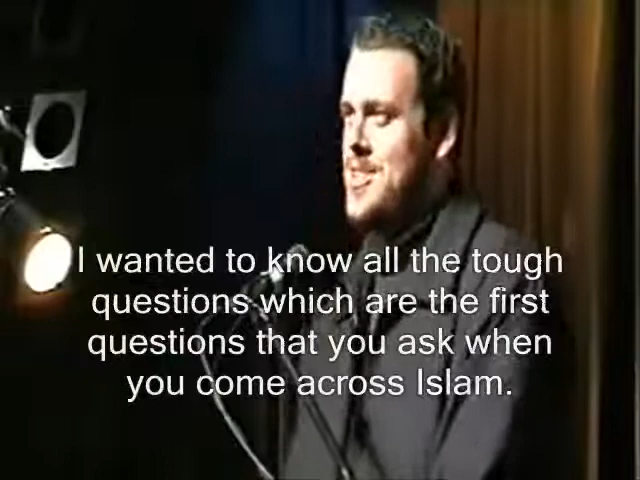 I wanted to know all the tough
questions which are the first
questions that you ask when
you come across Islam.